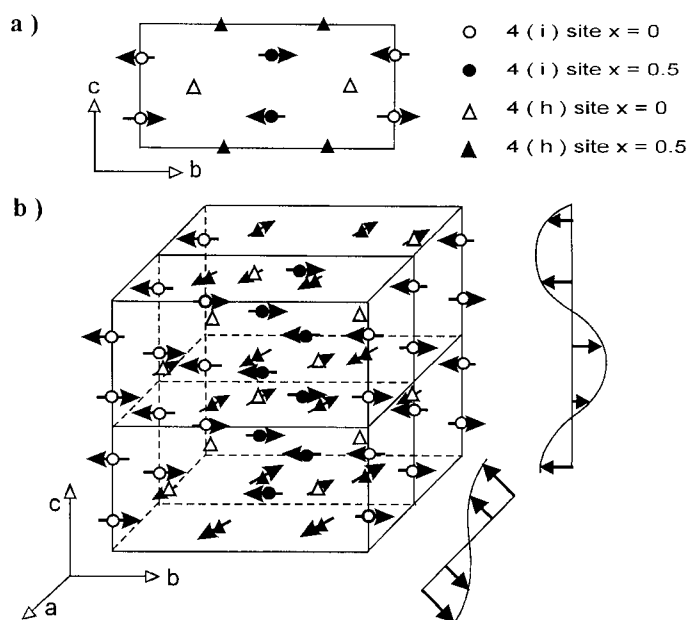 a )
4 ( i ) site x = 0
4 ( i ) site x = 0.5
4 ( h ) site x = 0
4 ( h ) site x = 0.5
c
b
b )
c
b
a